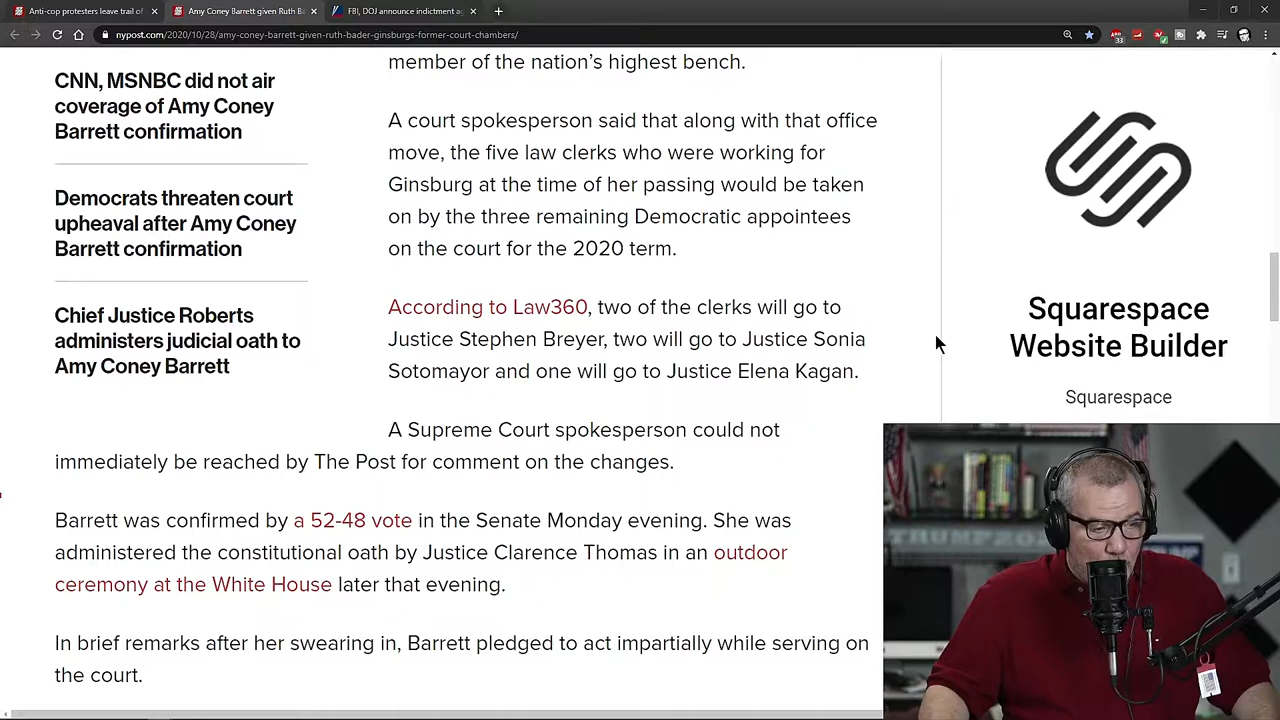 Anti-cop protesters leave trail of
Amy Coney Barrett given Ruth B
FBI, DOJ announce indictment ag
nypost.com/2020/10/28/amy-coney-barrett-given-ruth-bader-ginsburgs-former-court-chambers/
33
CNN, MSNBC did not air
coverage of Amy Coney
Barrett confirmation
Democrats threaten court
upheaval after Amy Coney
Barrett confirmation
Chief Justice Roberts
administers judicial oath to
Amy Coney Barrett
member of the nation's highest bench.
A court spokesperson said that along with that office
move, the five law clerks who were working for
Ginsburg at the time of her passing would be taken
on by the three remaining Democratic appointees
on the court for the 2020 term.
According to Law360, two of the clerks will go to
Justice Stephen Breyer, two will go to Justice Sonia
Sotomayor and one will go to Justice Elena Kagan.
A Supreme Court spokesperson could not
immediately be reached by The Post for comment on the changes.
Barrett was confirmed by a 52-48 vote in the Senate Monday evening. She was
administered the constitutional oath by Justice Clarence Thomas in an outdoor
ceremony at the White House later that evening.
In brief remarks after her swearing in, Barrett pledged to act impartially while serving on
the court.
Squarespace
Website Builder
Squarespace